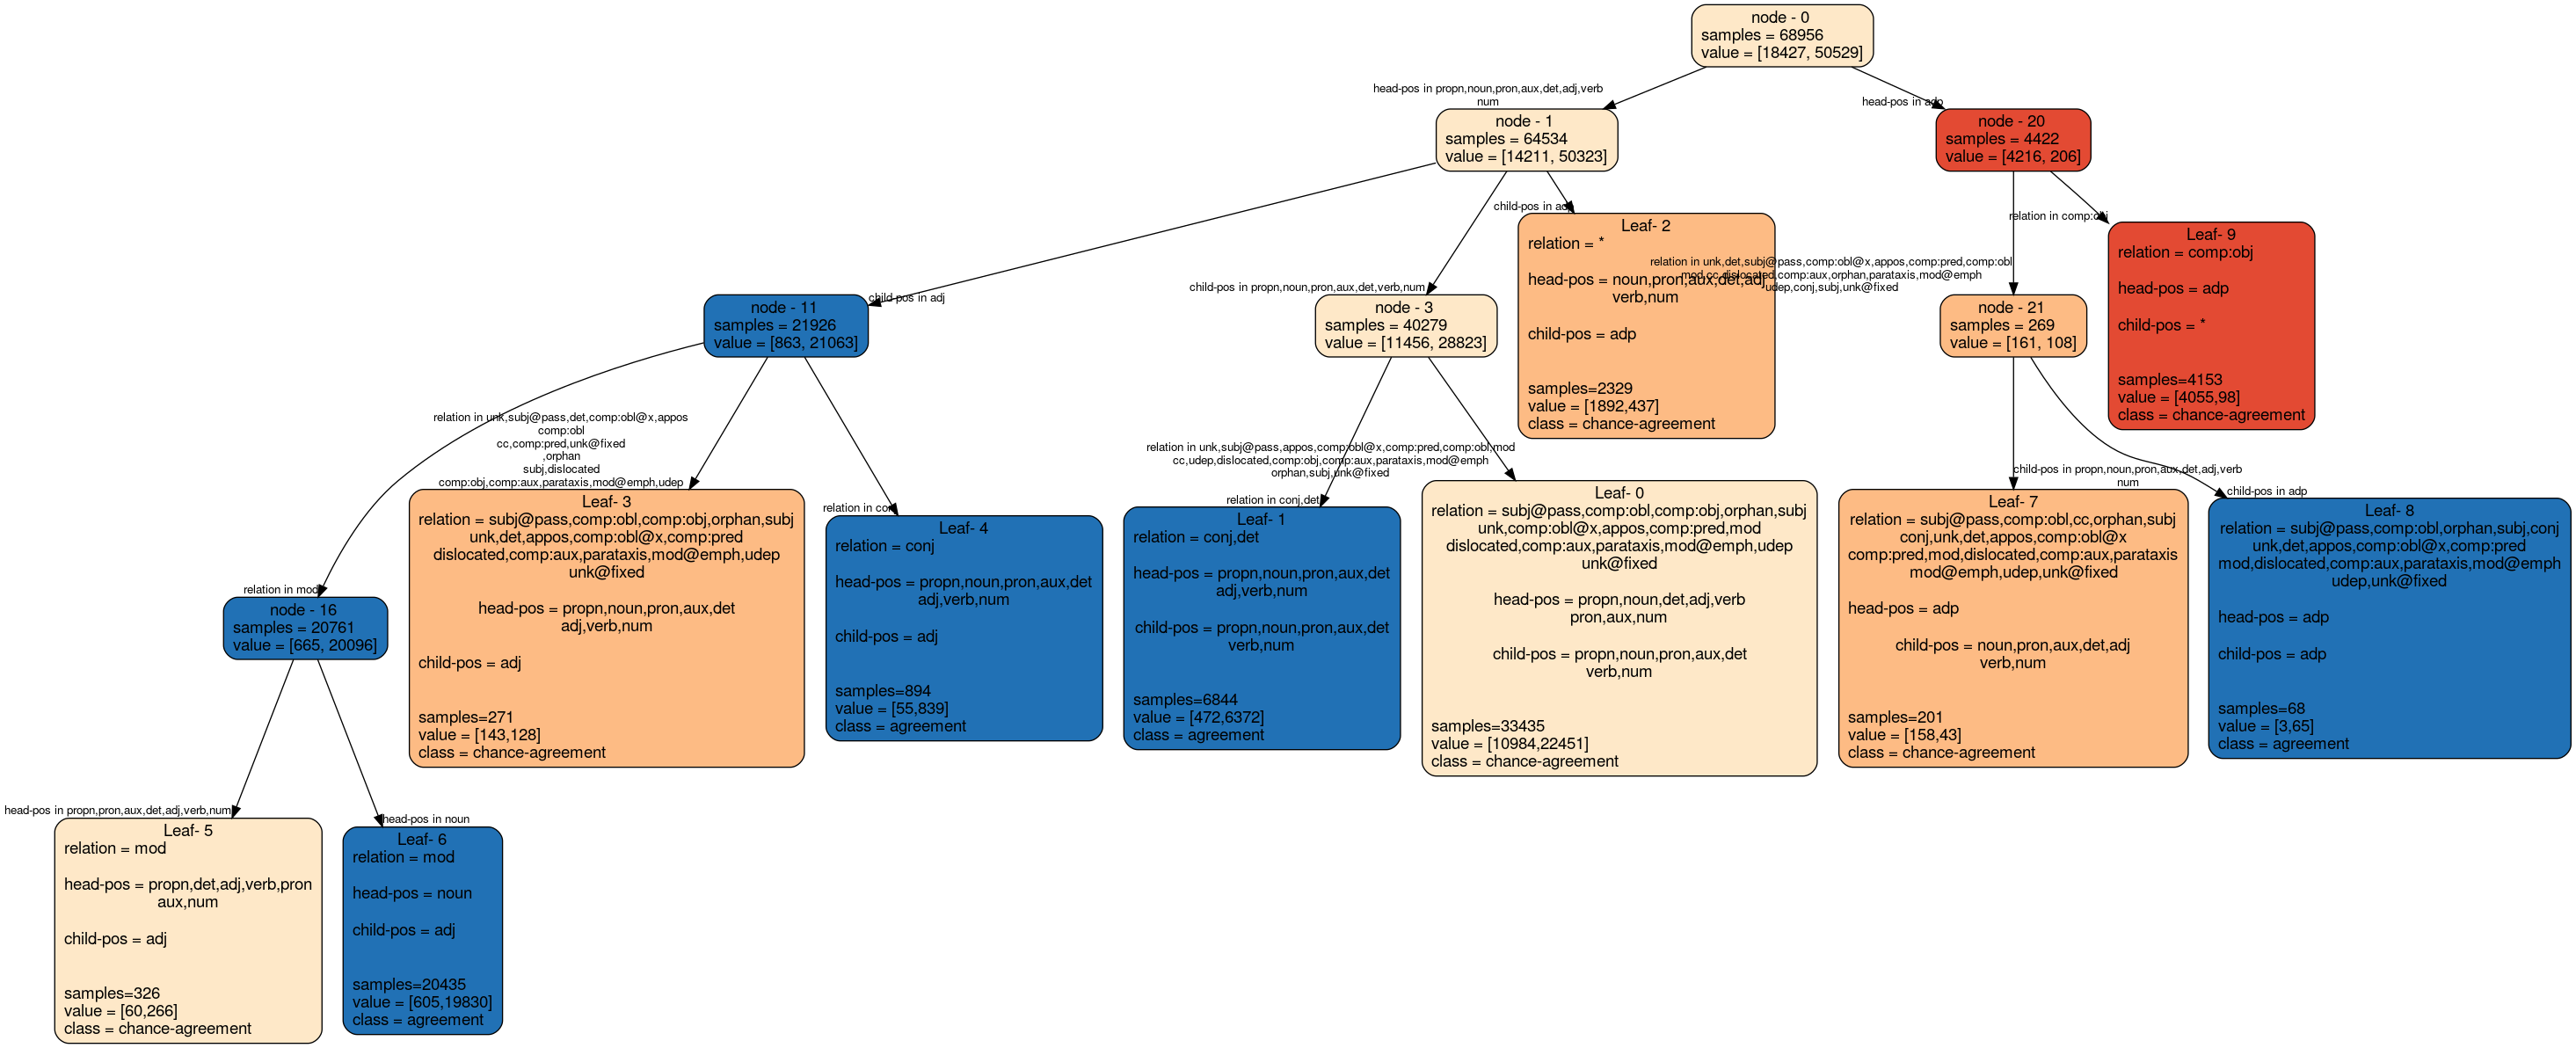 node - 0
samples = 68956
value = [18427, 50529]
head-pos in propn,noun,pron,aux,det,adj,verb
num
head-pos in adp
node - 1
samples = 64534
value = [14211, 50323]
node - 20
samples = 4422
value = [4216, 206]
child-pos in adj
child-pos in propn,noun,pron,aux,det,verb,num
child-pos in adp
relation in unk,det,subj@pass,comp:obl@x,appos,comp:pred,comp:obl
mod,cc,dislocated,comp:aux,orphan,parataxis,mod@emph
udep,conj,subj,unk@fixed
relation in comp:obj
node - 11
samples = 21926
value = [863, 21063]
node - 3
samples = 40279
value = [11456, 28823]
Leaf- 2
relation = *
head-pos = noun,pron,aux,det,adj
verb,num
child-pos = adp
samples=2329
value = [1892,437]
class = chance-agreement
node - 21
samples = 269
value = [161, 108]
Leaf- 9
relation = comp:obj
head-pos = adp
child-pos = *
samples=4153
value = [4055,98]
class = chance-agreement
relation in mod
relation in unk,subj@pass,det,comp:obl@x,appos
comp:obl
cc,comp:pred,unk@fixed
,orphan
subj,dislocated
comp:obj,comp:aux,parataxis,mod@emph,udep
relation in conj
relation in conj,det
relation in unk,subj@pass,appos,comp:obl@x,comp:pred,comp:obl,mod
cc,udep,dislocated,comp:obj,comp:aux,parataxis,mod@emph
orphan,subj,unk@fixed
child-pos in propn,noun,pron,aux,det,adj,verb
num
child-pos in adp
node - 16
samples = 20761
value = [665, 20096]
Leaf- 3
relation = subj@pass,comp:obl,comp:obj,orphan,subj
unk,det,appos,comp:obl@x,comp:pred
dislocated,comp:aux,parataxis,mod@emph,udep
unk@fixed
head-pos = propn,noun,pron,aux,det
adj,verb,num
child-pos = adj
samples=271
value = [143,128]
class = chance-agreement
Leaf- 4
relation = conj
head-pos = propn,noun,pron,aux,det
adj,verb,num
child-pos = adj
samples=894
value = [55,839]
class = agreement
Leaf- 1
relation = conj,det
head-pos = propn,noun,pron,aux,det
adj,verb,num
child-pos = propn,noun,pron,aux,det
verb,num
samples=6844
value = [472,6372]
class = agreement
Leaf- 0
relation = subj@pass,comp:obl,comp:obj,orphan,subj
unk,comp:obl@x,appos,comp:pred,mod
dislocated,comp:aux,parataxis,mod@emph,udep
unk@fixed
head-pos = propn,noun,det,adj,verb
pron,aux,num
child-pos = propn,noun,pron,aux,det
verb,num
samples=33435
value = [10984,22451]
class = chance-agreement
Leaf- 7
relation = subj@pass,comp:obl,cc,orphan,subj
conj,unk,det,appos,comp:obl@x
comp:pred,mod,dislocated,comp:aux,parataxis
mod@emph,udep,unk@fixed
head-pos = adp
child-pos = noun,pron,aux,det,adj
verb,num
samples=201
value = [158,43]
class = chance-agreement
Leaf- 8
relation = subj@pass,comp:obl,orphan,subj,conj
unk,det,appos,comp:obl@x,comp:pred
mod,dislocated,comp:aux,parataxis,mod@emph
udep,unk@fixed
head-pos = adp
child-pos = adp
samples=68
value = [3,65]
class = agreement
head-pos in propn,pron,aux,det,adj,verb,num
head-pos in noun
Leaf- 5
relation = mod
head-pos = propn,det,adj,verb,pron
aux,num
child-pos = adj
samples=326
value = [60,266]
class = chance-agreement
Leaf- 6
relation = mod
head-pos = noun
child-pos = adj
samples=20435
value = [605,19830]
class = agreement